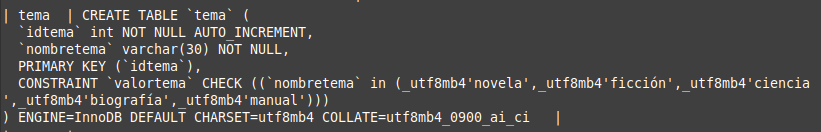 | tema  | CREATE TABLE `tema` (
  `idtema` int NOT NULL AUTO_INCREMENT,
  `nombretema` varchar(30) NOT NULL,
  PRIMARY KEY (`idtema`),
  CONSTRAINT `valortema` CHECK ((`nombretema` in (_utf8mb4'novela',_utf8mb4'ficción',_utf8mb4'ciencia
',_utf8mb4'biografía',_utf8mb4'manual')))
) ENGINE=InnoDB DEFAULT CHARSET=utf8mb4 COLLATE=utf8mb4_0900_ai_ci   |